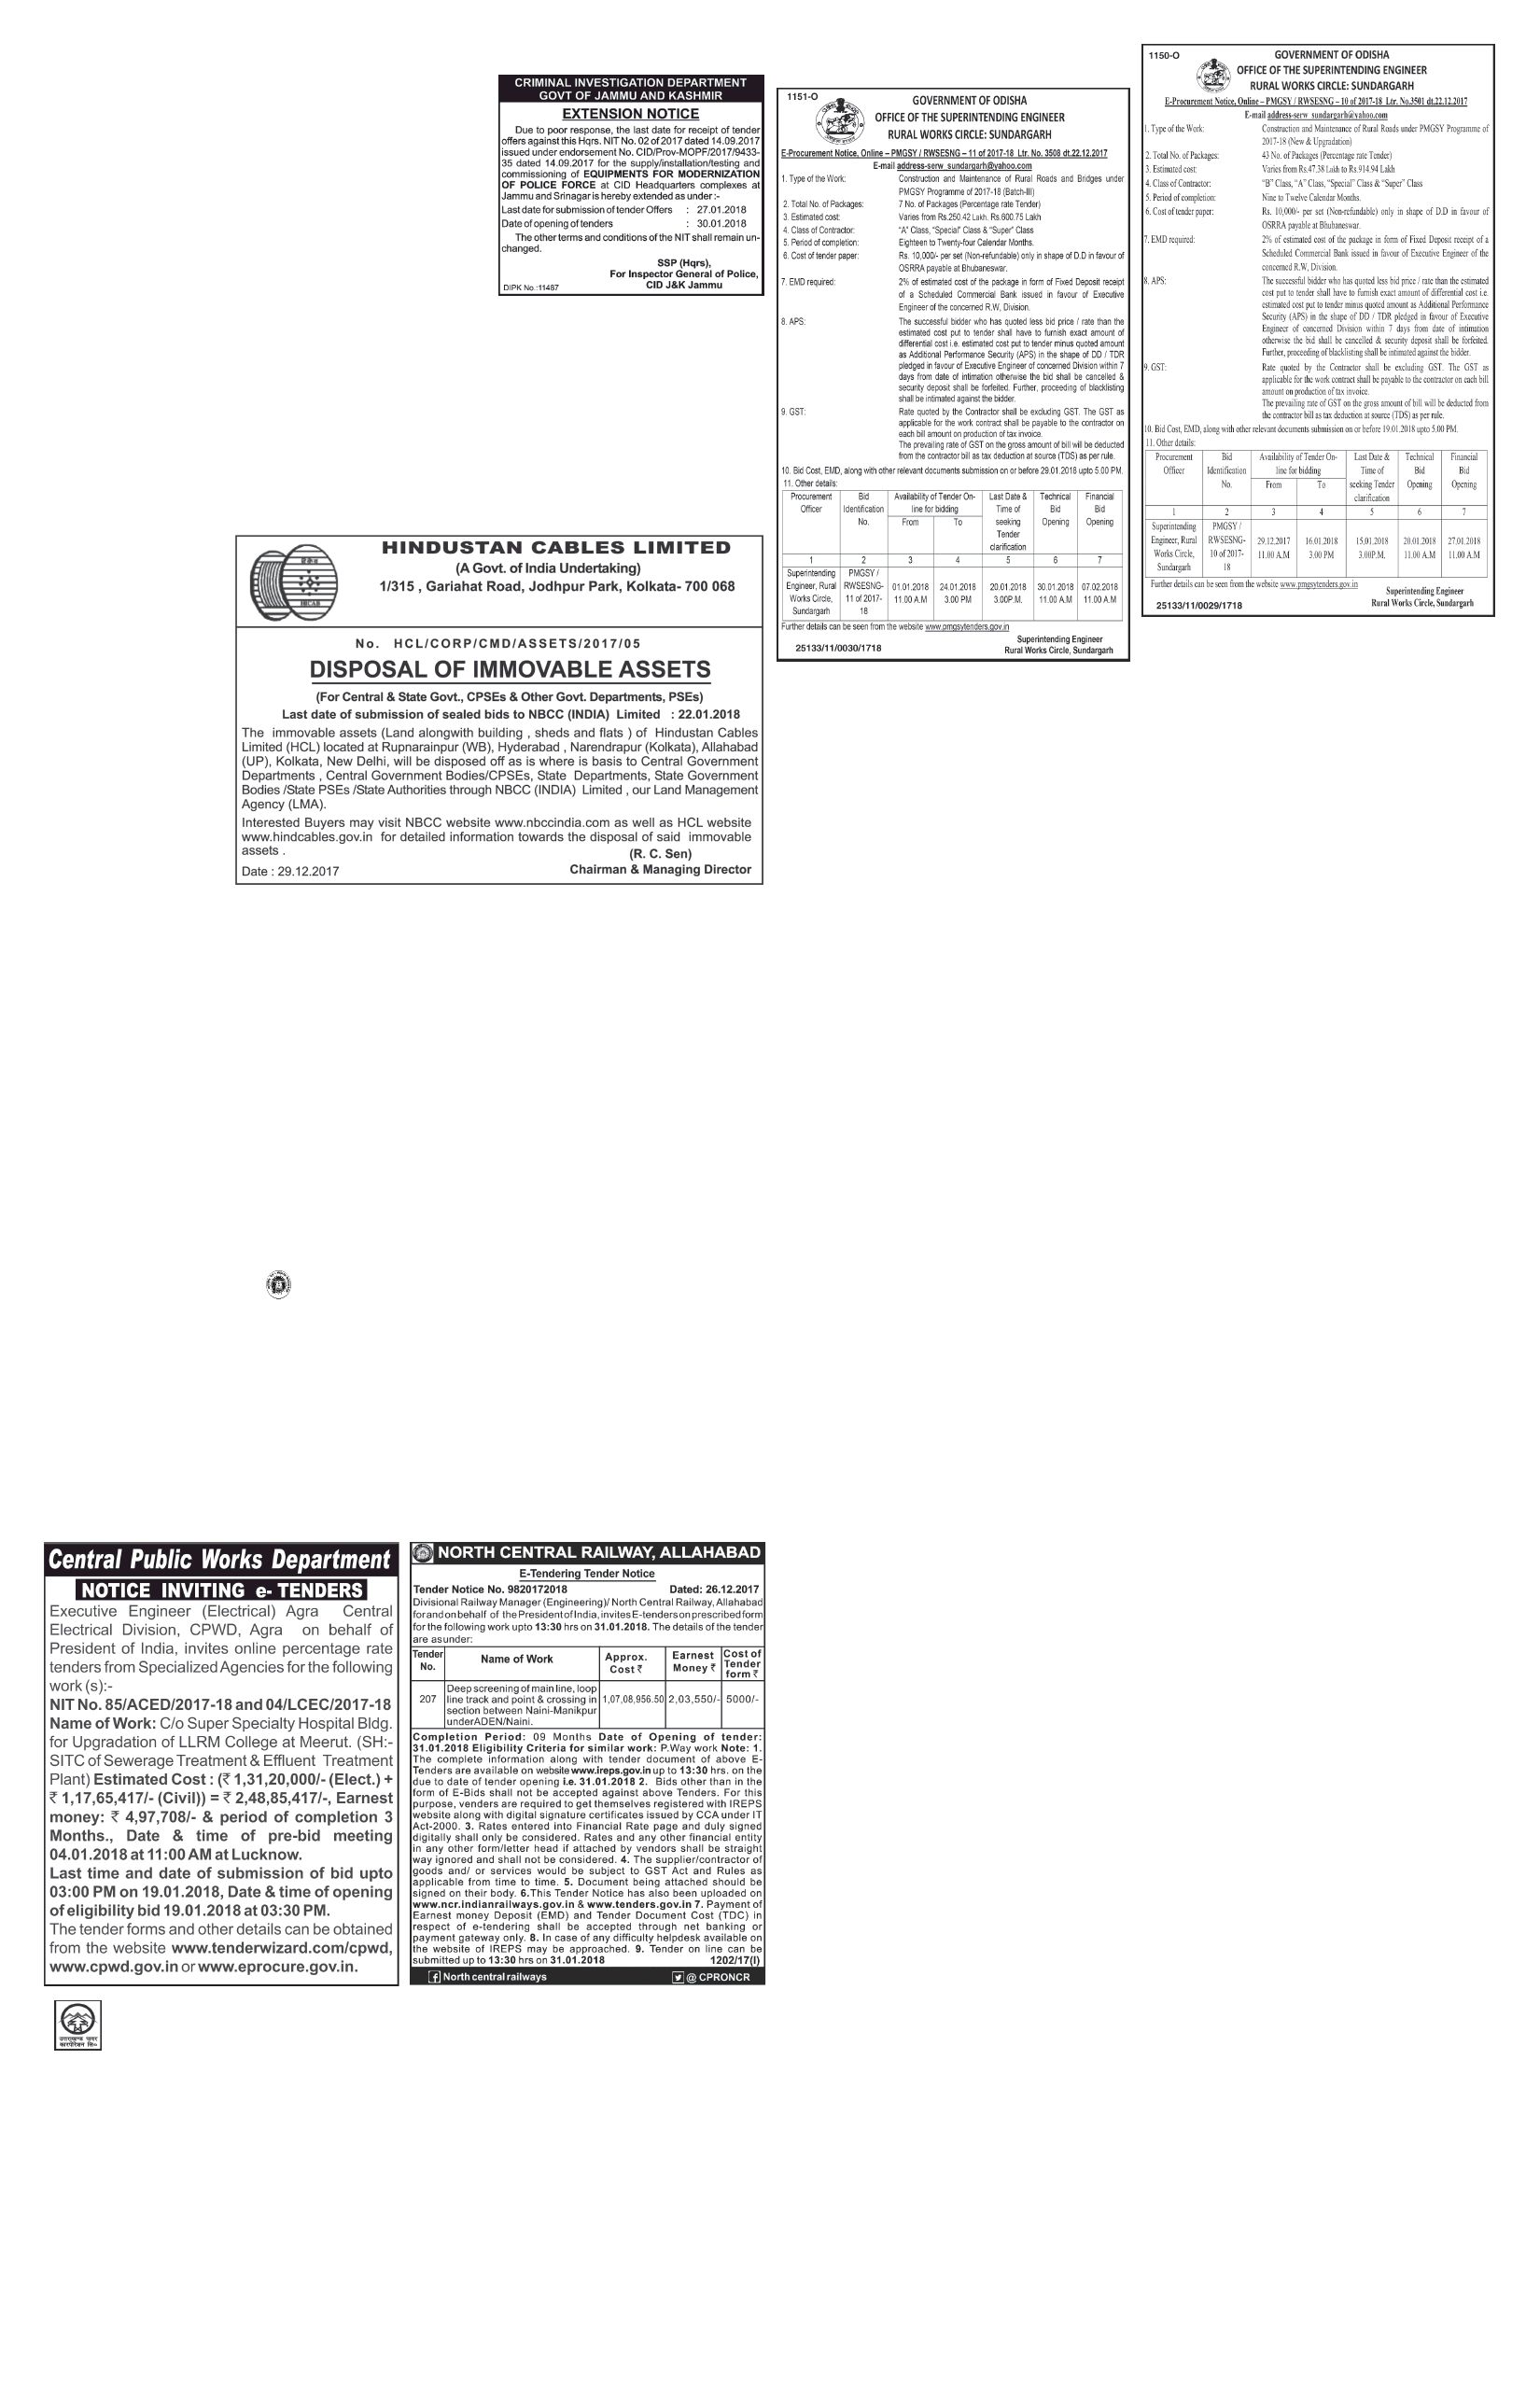 CRIMINAL INVESTIGATION DEPARTMENT
GOVT OF JAMMU AND KASHMIR
EXTENSION NOTICE
Due to poor response, the last date for receipt of tender
offers against this Hqrs. NIT No. 02 of 2017 dated 14.09.2017
issued under endorsement No. CID/Prov-MOPF/2017/9433-
35 dated 14.09.2017 for the supply/installation/testing and
commissioning of EQUIPMENTS FOR MODERNIZATION
OF POLICE FORCE at CID Headquarters complexes at
Jammu and Srinagar is hereby extended as under :-
Last date for submission of tender Offers : 27.01.2018
Date of opening of tenders : 30.01.2018
The other terms and conditions of the NIT shall remain un-
changed.
SSP (Hqrs),
For Inspector General of Police,
DIPK No.:11487 CID J&K Jammu
HINDUSTAN CABLES LIMITED
(A Govt. of India Undertaking)
1/315 , Gariahat Road, Jodhpur Park, Kolkata- 700 068
HECAB
No. HCL/CORP/CMD/ASSETS/2017/05
DISPOSAL OF IMMOVABLE ASSETS
(For Central & State Govt., CPSEs & Other Govt. Departments, PSEs)
Last date of submission of sealed bids to NBCC (INDIA) Limited : 22.01.2018
The immovable assets (Land alongwith building , sheds and flats ) of Hindustan Cables
Limited (HCL) located at Rupnarainpur (WB), Hyderabad , Narendrapur (Kolkata), Allahabad
(UP), Kolkata, New Delhi, will be disposed off as is where is basis to Central Government
Departments , Central Government Bodies/CPSEs, State Departments, State Government
Bodies /State PSEs /State Authorities through NBCC (INDIA) Limited , our Land Management
Agency (LMA).
Interested Buyers may visit NBCC website www.nbccindia.com as well as HCL website
www.hindcables.gov.in for detailed information towards the disposal of said immovable
assets .
(R. C. Sen)
Date : 29.12.2017 Chairman & Managing Director
1151-O
GOVERNMENT OF ODISHA
OFFICE OF THE SUPERINTENDING ENGINEER
RURAL WORKS CIRCLE: SUNDARGARH
E-Procurement Notice, Online – PMGSY / RWSESNG – 11 of 2017-18 Ltr. No. 3508 dt.22.12.2017
E-mail address-serw_sundargarh@yahoo.com
1. Type of the Work: Construction and Maintenance of Rural Roads and Bridges under
PMGSY Programme of 2017-18 (Batch-III)
2. Total No. of Packages: 7 No. of Packages (Percentage rate Tender)
3. Estimated cost: Varies from Rs.250.42 Lakh. Rs.600.75 Lakh
4. Class of Contractor: "A" Class, "Special" Class & "Super" Class
5. Period of completion: Eighteen to Twenty-four Calendar Months.
6. Cost of tender paper: Rs. 10,000/- per set (Non-refundable) only in shape of D.D in favour of
OSRRA payable at Bhubaneswar.
7. EMD required: 2% of estimated cost of the package in form of Fixed Deposit receipt
of a Scheduled Commercial Bank issued in favour of Executive
Engineer of the concerned R.W, Division.
8. APS: The successful bidder who has quoted less bid price / rate than the
estimated cost put to tender shall have to furnish exact amount of
differential cost i.e. estimated cost put to tender minus quoted amount
as Additional Performance Security (APS) in the shape of DD / TDR
pledged in favour of Executive Engineer of concerned Division within 7
days from date of intimation otherwise the bid shall be cancelled &
security deposit shall be forfeited. Further, proceeding of blacklisting
shall be intimated against the bidder.
9. GST: Rate quoted by the Contractor shall be excluding GST. The GST as
applicable for the work contract shall be payable to the contractor on
each bill amount on production of tax invoice.
The prevailing rate of GST on the gross amount of bill will be deducted
from the contractor bill as tax deduction at source (TDS) as per rule.
10. Bid Cost, EMD, along with other relevant documents submission on or before 29.01.2018 upto 5.00 PM.
11. Other details:
Procurement Bid Availability of Tender On- Last Date & Technical Financial
Officer Identification line for bidding Time of Bid Bid
No. From To seeking Opening Opening
Tender
clarification
1 2 3 4 5 6 7
Superintending PMGSY /
Engineer, Rural RWSESNG- 01.01.2018 24.01.2018 20.01.2018 30.01.2018 07.02.2018
Works Circle, 11 of 2017- 11.00 A.M 3.00 PM 3.00P.M. 11.00 A.M 11.00 A.M
Sundargarh 18
Further details can be seen from the website www.pmgsytenders.gov.in
Superintending Engineer
25133/11/0030/1718 Rural Works Circle, Sundargarh
1150-O
GOVERNMENT OF ODISHA
OFFICE OF THE SUPERINTENDING ENGINEER
RURAL WORKS CIRCLE: SUNDARGARH
E-Procurement Notice, Online – PMGSY / RWSESNG – 10 of 2017-18 Ltr. No.3501 dt.22.12.2017
E-mail address-serw_sundargarh@yahoo.com
1. Type of the Work: Construction and Maintenance of Rural Roads under PMGSY Programme of
2017-18 (New & Upgradation)
2. Total No. of Packages: 43 No. of Packages (Percentage rate Tender)
3. Estimated cost: Varies from Rs.47.38 Lakh to Rs.914.94 Lakh
4. Class of Contractor: "B" Class, "A" Class, "Special" Class & "Super" Class
5. Period of completion: Nine to Twelve Calendar Months.
6. Cost of tender paper: Rs. 10,000/- per set (Non-refundable) only in shape of D.D in favour of
OSRRA payable at Bhubaneswar.
7. EMD required: 2% of estimated cost of the package in form of Fixed Deposit receipt of a
Scheduled Commercial Bank issued in favour of Executive Engineer of the
concerned R.W, Division.
8. APS: The successful bidder who has quoted less bid price / rate than the estimated
cost put to tender shall have to furnish exact amount of differential cost i.e.
estimated cost put to tender minus quoted amount as Additional Performance
Security (APS) in the shape of DD / TDR pledged in favour of Executive
Engineer of concerned Division within 7 days from date of intimation
otherwise the bid shall be cancelled & security deposit shall be forfeited.
Further, proceeding of blacklisting shall be intimated against the bidder.
9. GST: Rate quoted by the Contractor shall be excluding GST. The GST as
applicable for the work contract shall be payable to the contractor on each bill
amount on production of tax invoice.
The prevailing rate of GST on the gross amount of bill will be deducted from
the contractor bill as tax deduction at source (TDS) as per rule.
10. Bid Cost, EMD, along with other relevant documents submission on or before 19.01.2018 upto 5.00 PM.
11. Other details:
Procurement Bid Availability of Tender On- Last Date & Technical Financial
Officer Identification line for bidding Time of Bid Bid
No. From To seeking Tender Opening Opening
clarification
1 2 3 4 5 6 7
Superintending PMGSY /
Engineer, Rural RWSESNG- 29.12.2017 16.01.2018 15.01.2018 20.01.2018 27.01.2018
Works Circle, 10 of 2017- 11.00 A.M 3.00 PM 3.00P.M. 11.00 A.M 11.00 A.M
Sundargarh 18
Further details can be seen from the website www.pmgsytenders.gov.in
Superintending Engineer
25133/11/0029/1718 Rural Works Circle, Sundargarh
Central Public Works Department
NOTICE INVITING e- TENDERS
Executive Engineer (Electrical) Agra Central
Electrical Division, CPWD, Agra on behalf of
President of India, invites online percentage rate
tenders from Specialized Agencies for the following
work (s):-
NIT No. 85/ACED/2017-18 and 04/LCEC/2017-18
Name of Work: C/o Super Specialty Hospital Bldg.
for Upgradation of LLRM College at Meerut. (SH:-
SITC of Sewerage Treatment & Effluent Treatment
Plant) Estimated Cost : (₹ 1,31,20,000/- (Elect.) +
₹ 1,17,65,417/- (Civil)) = ₹ 2,48,85,417/-, Earnest
money: ₹ 4,97,708/- & period of completion 3
Months., Date & time of pre-bid meeting
04.01.2018 at 11:00 AM at Lucknow.
Last time and date of submission of bid upto
03:00 PM on 19.01.2018, Date & time of opening
of eligibility bid 19.01.2018 at 03:30 PM.
The tender forms and other details can be obtained
from the website www.tenderwizard.com/cpwd,
www.cpwd.gov.in or www.eprocure.gov.in.
NORTH CENTRAL RAILWAY, ALLAHABAD
E-Tendering Tender Notice
Tender Notice No. 9820172018 Dated: 26.12.2017
Divisional Railway Manager (Engineering)/ North Central Railway, Allahabad
for and on behalf of the President of India, invites E-tenders on prescribed form
for the following work upto 13:30 hrs on 31.01.2018. The details of the tender
are asunder:
Tender No. Name of Work Approx. Cost ₹ Earnest Money ₹ Cost of Tender form ₹
Deep screening of main line, loop
207 line track and point & crossing in 1,07,08,956.50 2,03,550/- 5000/-
section between Naini-Manikpur
underADEN/Naini.
Completion Period: 09 Months Date of Opening of tender:
31.01.2018 Eligibility Criteria for similar work: P.Way work Note: 1.
The complete information along with tender document of above E-
Tenders are available on website www.ireps.gov.in up to 13:30 hrs. on the
due to date of tender opening i.e. 31.01.2018 2. Bids other than in the
form of E-Bids shall not be accepted against above Tenders. For this
purpose, venders are required to get themselves registered with IREPS
website along with digital signature certificates issued by CCA under IT
Act-2000. 3. Rates entered into Financial Rate page and duly signed
digitally shall only be considered. Rates and any other financial entity
in any other form/letter head if attached by vendors shall be straight
way ignored and shall not be considered. 4. The supplier/contractor of
goods and/ or services would be subject to GST Act and Rules as
applicable from time to time. 5. Document being attached should be
signed on their body. 6.This Tender Notice has also been uploaded on
www.ncr.indianrailways.gov.in & www.tenders.gov.in 7. Payment of
Earnest money Deposit (EMD) and Tender Document Cost (TDC) in
respect of e-tendering shall be accepted through net banking or
payment gateway only. 8. In case of any difficulty helpdesk available on
the website of IREPS may be approached. 9. Tender on line can be
submitted up to 13:30 hrs on 31.01.2018 1202/17(I)
North central railways @ CPRONCR
उत्तराखण्ड पावर
कारपोरेशन लि०